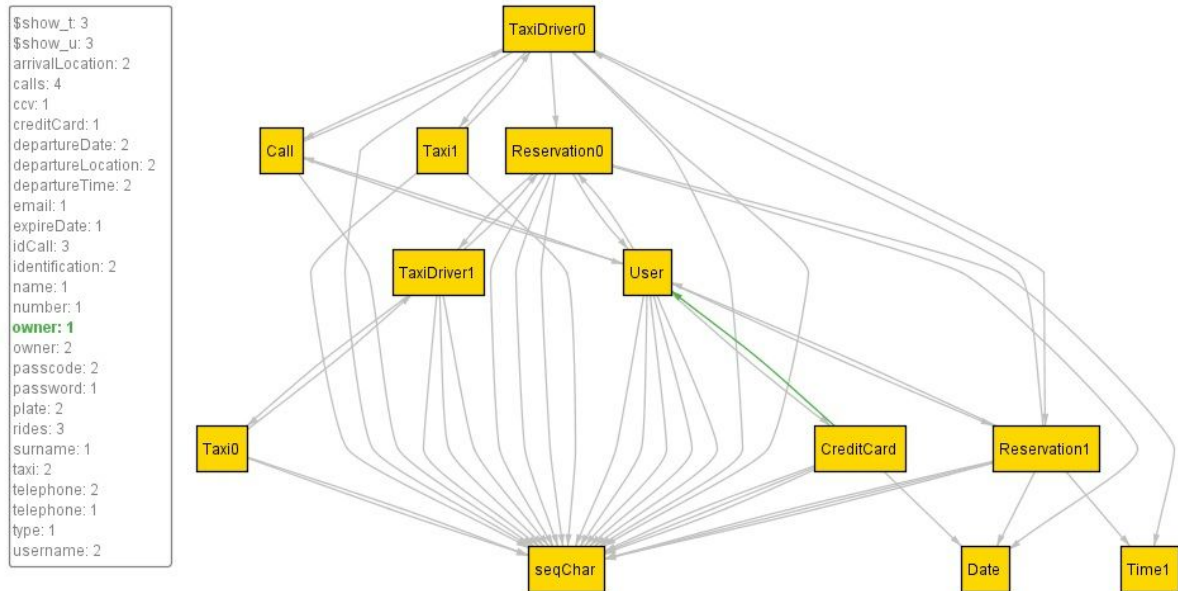 $show_t: 3
$show_u: 3
arrivalLocation: 2
calls: 4
ccv: 1
creditCard: 1
departureDate: 2
departureLocation: 2
departureTime: 2
email: 1
expireDate: 1
idCall: 3
identification: 2
name: 1
number: 1
owner: 1
owner: 2
passcode: 2
password: 1
plate: 2
rides: 3
surname: 1
taxi: 2
telephone: 2
telephone: 1
type: 1
username: 2
TaxiDriver0
Call
Taxi1
Reservation0
TaxiDriver1
User
Taxi0
CreditCard
Reservation1
seqChar
Date
Time1